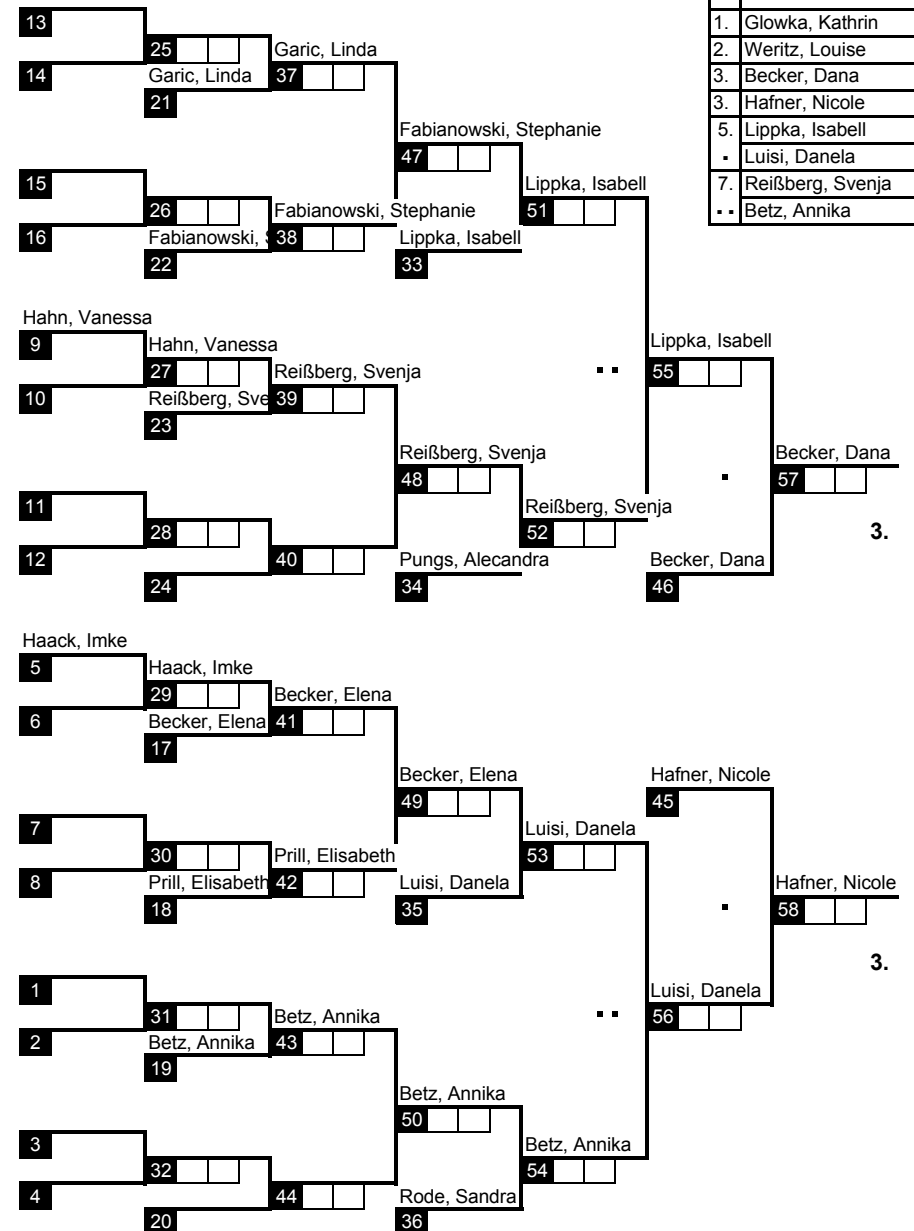 1. Glowka, Kathrin
2. Weritz, Louise
3. Becker, Dana
3. Hafner, Nicole
5. Lippka, Isabell
. Luisi, Danela
7. Reißberg, Svenja
.. Betz, Annika
13
25 Garic, Linda
14 Garic, Linda 37
21
Fabianowski, Stephanie
47
15 Lippka, Isabell
26 Fabianowski, Stephanie 51
16 Fabianowski, S 38 Lippka, Isabell
22 33
Hahn, Vanessa
9 Hahn, Vanessa Lippka, Isabell
27 Reißberg, Svenja .. 55
10 Reißberg, Sve 39
23
Reißberg, Svenja Becker, Dana
48 . 57
11 Reißberg, Svenja
28 52 3.
12 40 Pungs, Alecandra Becker, Dana
24 34 46
Haack, Imke
5 Haack, Imke
29 Becker, Elena
6 Becker, Elena 41
17
Becker, Elena Hafner, Nicole
49 45
7 Luisi, Danela
30 Prill, Elisabeth 53
8 Prill, Elisabeth 42 Luisi, Danela Hafner, Nicole
18 35 . 58
3.
1 Luisi, Danela
31 Betz, Annika .. 56
2 Betz, Annika 43
19
Betz, Annika
50
3 Betz, Annika
32 54
4 44 Rode, Sandra
20 36